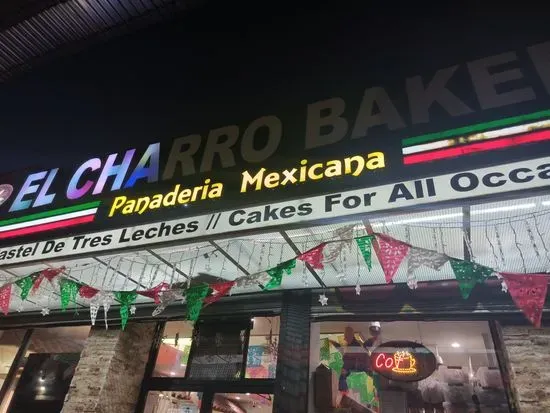 EL CHARRO BAKE
Panaderia Mexicana
astel De Tres Leches // Cakes For All Occa
Co